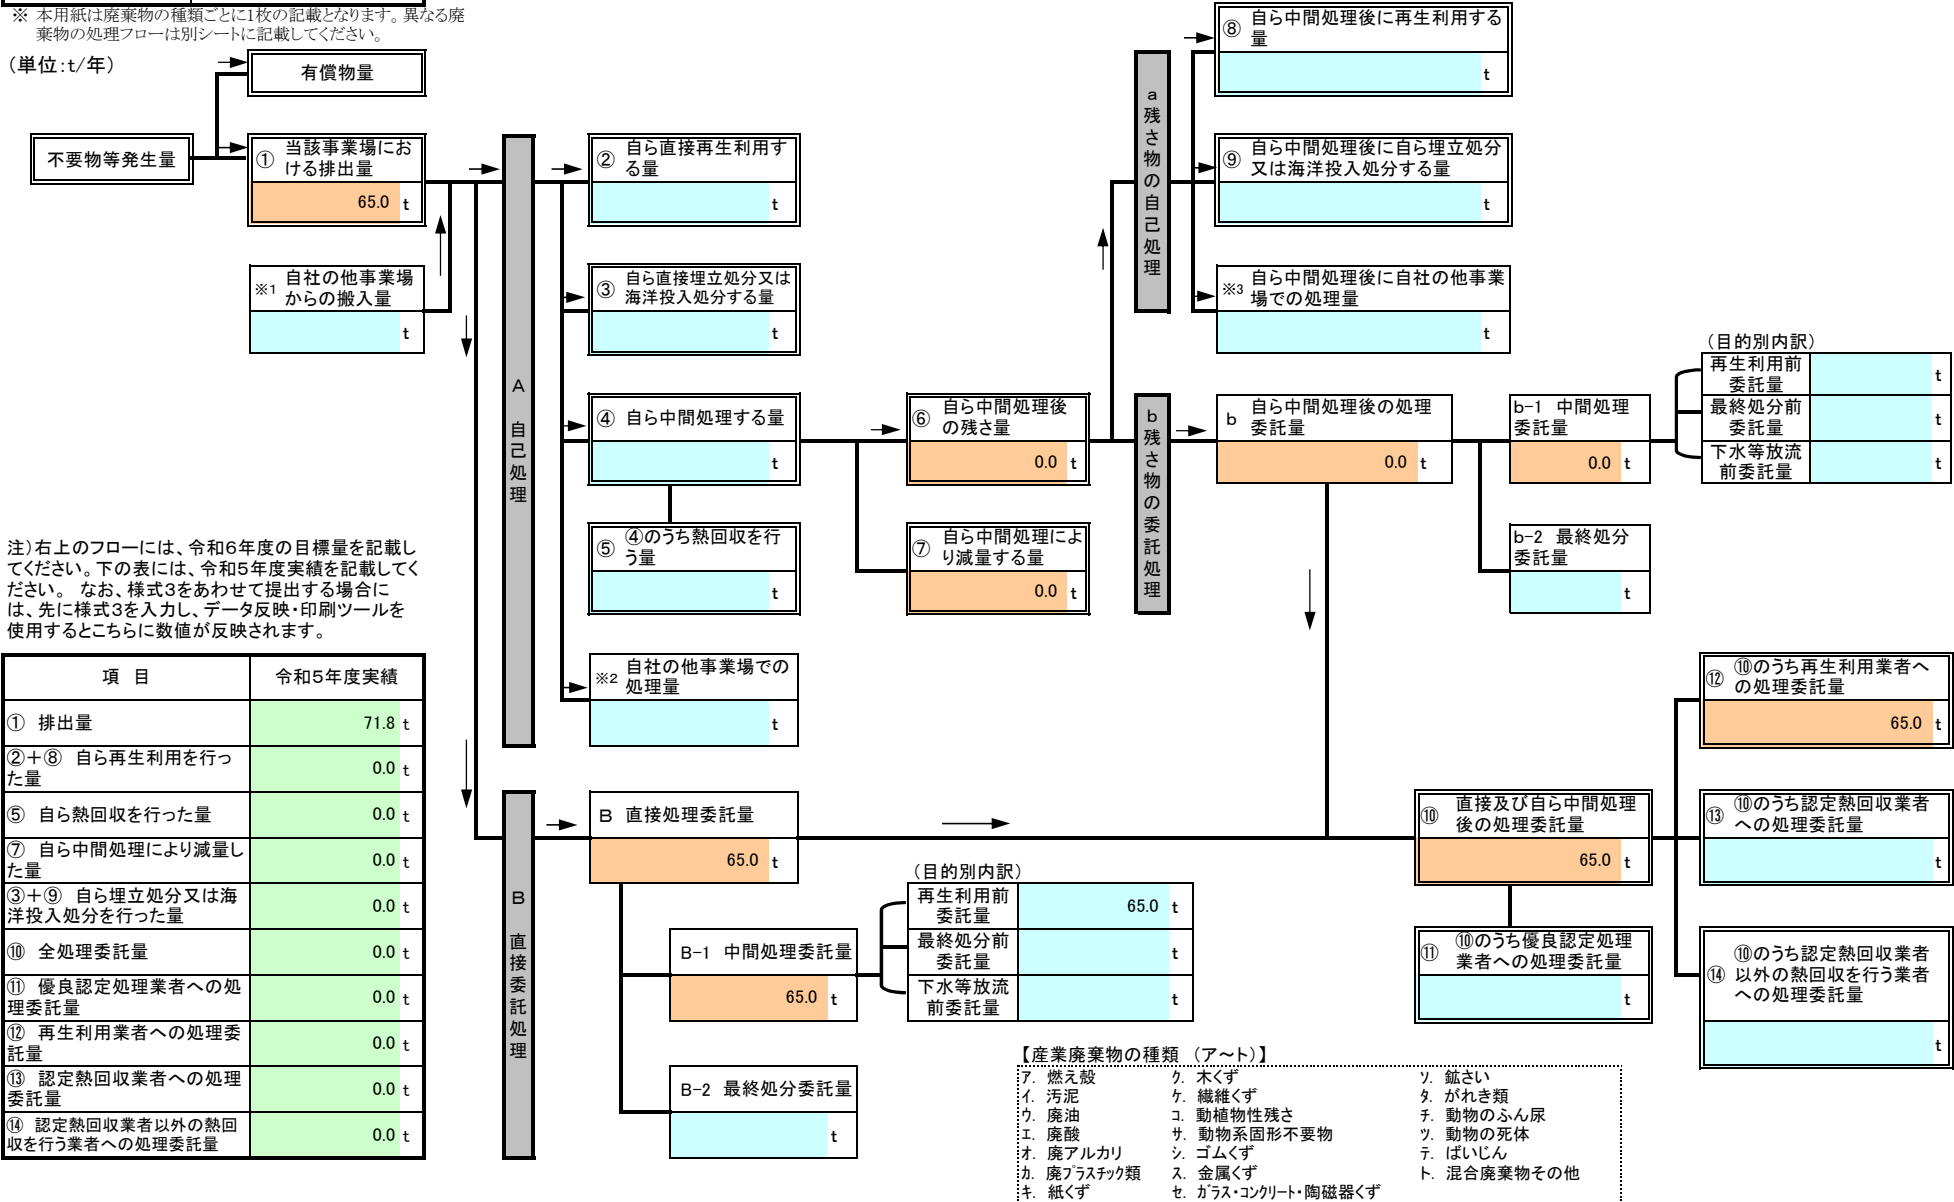 ※ 本用紙は廃棄物の種類ごとに1枚の記載となります。異なる廃
棄物の処理フローは別シートに記載してください。
(単位:t/年)
有償物量
不要物等発生量
① 当該事業場にお
ける排出量
65.0 t
※1 自社の他事業場
からの搬入量
t
A 自己処理
② 自ら直接再生利用す
る量
t
③ 自ら直接埋立処分又は
海洋投入処分する量
t
④ 自ら中間処理する量
t
⑤ ④のうち熱回収を行
う量
t
※2 自社の他事業場での
処理量
t
⑥ 自ら中間処理後
の残さ量
0.0 t
⑦ 自ら中間処理によ
り減量する量
0.0 t
a 残さ物の自己処理
⑧ 自ら中間処理後に再生利用する
量
t
⑨ 自ら中間処理後に自ら埋立処分
又は海洋投入処分する量
t
※3 自ら中間処理後に自社の他事業
場での処理量
t
b 残さ物の委託処理
b 自ら中間処理後の処理
委託量
0.0 t
b-1 中間処理
委託量
0.0 t
(目的別内訳)
再生利用前
委託量
t
最終処分前
委託量
t
下水等放流
前委託量
t
b-2 最終処分
委託量
t
注)右上のフローには、令和6年度の目標量を記載し
てください。下の表には、令和5年度実績を記載してく
ださい。 なお、様式3をあわせて提出する場合に
は、先に様式3を入力し、データ反映・印刷ツールを
使用するとこちらに数値が反映されます。
項 目 令和5年度実績
① 排出量 71.8 t
②+⑧ 自ら再生利用を行っ
た量
0.0 t
⑤ 自ら熱回収を行った量 0.0 t
⑦ 自ら中間処理により減量し
た量
0.0 t
③+⑨ 自ら埋立処分又は海
洋投入処分を行った量
0.0 t
⑩ 全処理委託量 0.0 t
⑪ 優良認定処理業者への処
理委託量
0.0 t
⑫ 再生利用業者への処理委
託量
0.0 t
⑬ 認定熱回収業者への処理
委託量
0.0 t
⑭ 認定熱回収業者以外の熱回
収を行う業者への処理委託量
0.0 t
B 直接委託処理
B 直接処理委託量
65.0 t
B-1 中間処理委託量
65.0 t
B-2 最終処分委託量
t
(目的別内訳)
再生利用前
委託量
65.0 t
最終処分前
委託量
t
下水等放流
前委託量
t
⑩ 直接及び自ら中間処理
後の処理委託量
65.0 t
⑪ ⑩のうち優良認定処理
業者への処理委託量
t
⑫ ⑩のうち再生利用業者へ
の処理委託量
65.0 t
⑬ ⑩のうち認定熱回収業者
への処理委託量
t
⑭ ⑩のうち認定熱回収業者
以外の熱回収を行う業者
への処理委託量
t
【産業廃棄物の種類 (ア~ト)】
ア. 燃え殻 ク. 木くず ソ. 鉱さい
イ. 汚泥 ケ. 繊維くず タ. がれき類
ウ. 廃油 コ. 動植物性残さ チ. 動物のふん尿
エ. 廃酸 サ. 動物系固形不要物 ツ. 動物の死体
オ. 廃アルカリ シ. ゴムくず テ. ばいじん
カ. 廃プラスチック類 ス. 金属くず ト. 混合廃棄物その他
キ. 紙くず セ. ガラス・コンクリート・陶磁器くず